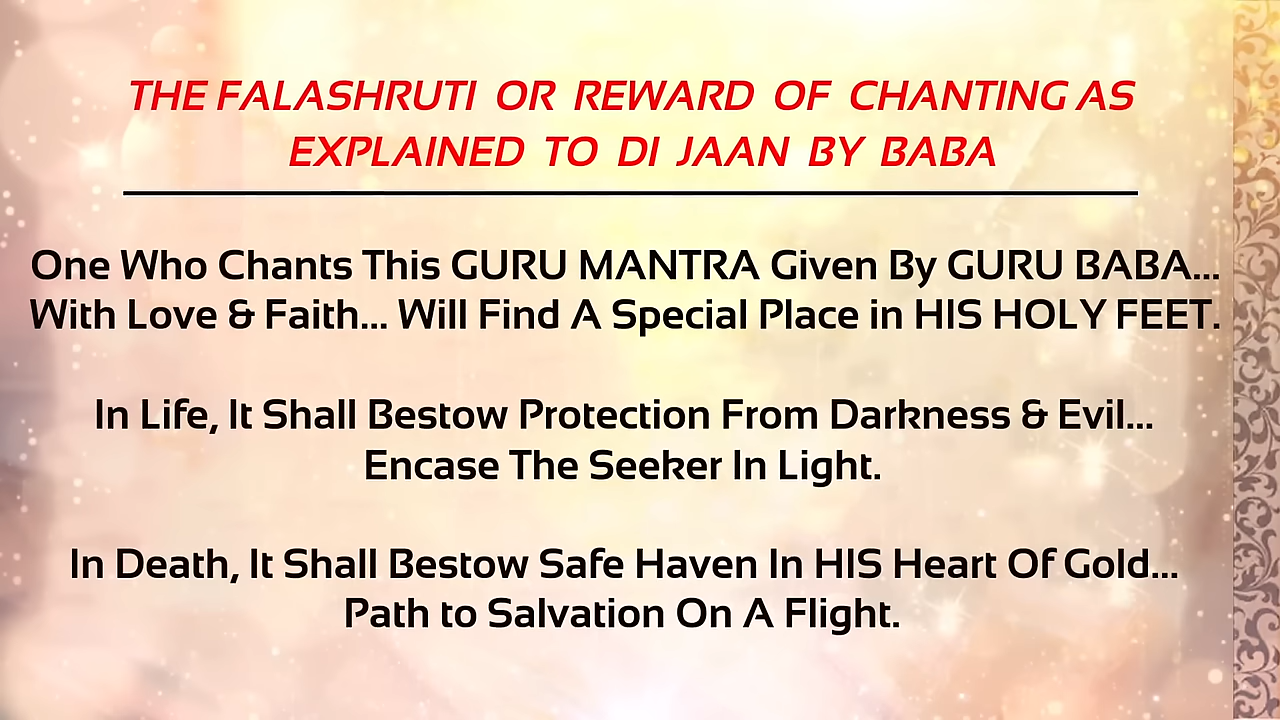 THE FALASHRUTI OR REWARD OF CHANTING AS
EXPLAINED TO DI JAAN BY BABA
One Who Chants This GURU MANTRA Given By GURU BABA...
With Love & Faith... Will Find A Special Place in HIS HOLY FEET.
In Life, It Shall Bestow Protection From Darkness & Evil...
Encase The Seeker In Light.
In Death, It Shall Bestow Safe Haven In HIS Heart Of Gold...
Path to Salvation On A Flight.